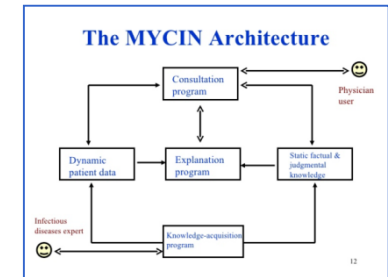 The MYCIN Architecture
Consultation
program
Physician
user
Dynamic
patient data
Explanation
program
Static factual &
judgmental
knowledge
Infectious
diseases expert
Knowledge-acquisition
program
12